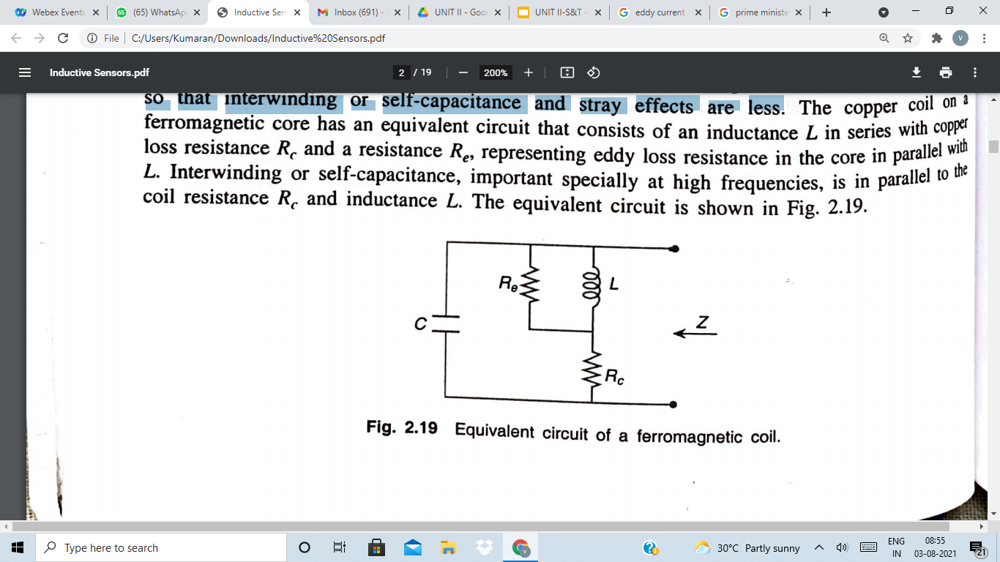 Webex Events
(65) WhatsAp
Inductive Sen
Inbox (691) -
UNIT II - Goo
UNIT II-S&T -
eddy current
prime ministe
File | C:/Users/Kumaran/Downloads/Inductive%20Sensors.pdf
V
Inductive Sensors.pdf
2 / 19
200%
so that interwinding or self-capacitance and stray effects are less. The copper coil on a
ferromagnetic core has an equivalent circuit that consists of an inductance L in series with copper
loss resistance Rc and a resistance Re, representing eddy loss resistance in the core in parallel with
L. Interwinding or self-capacitance, important specially at high frequencies, is in parallel to the
coil resistance Rc and inductance L. The equivalent circuit is shown in Fig. 2.19.
Re
L
C
Z
Rc
Fig. 2.19 Equivalent circuit of a ferromagnetic coil.
Type here to search
30°C Partly sunny
ENG
IN
08:55
03-08-2021
21